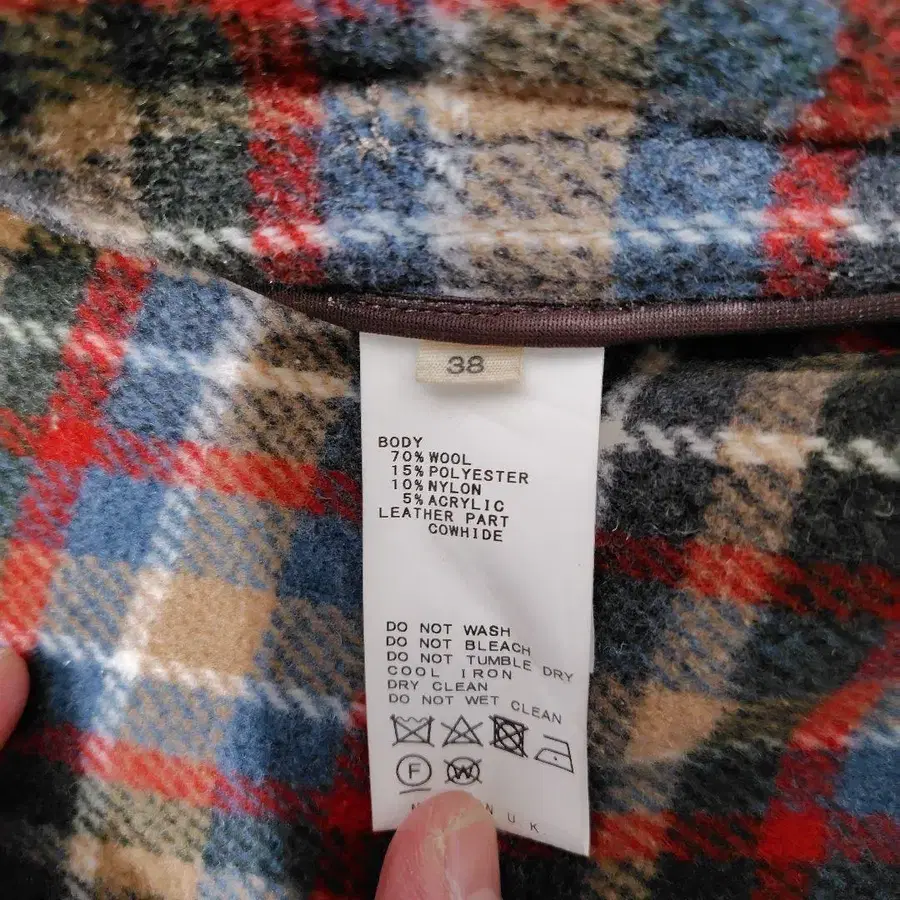 38
BODY
70% WOOL
15% POLYESTER
10% NYLON
5% ACRYLIC
LEATHER PART
COWHIDE
DO NOT WASH
DO NOT BLEACH
DO NOT TUMBLE DRY
COOL IRON
DRY CLEAN
DO NOT WET CLEAN
F
W
UK